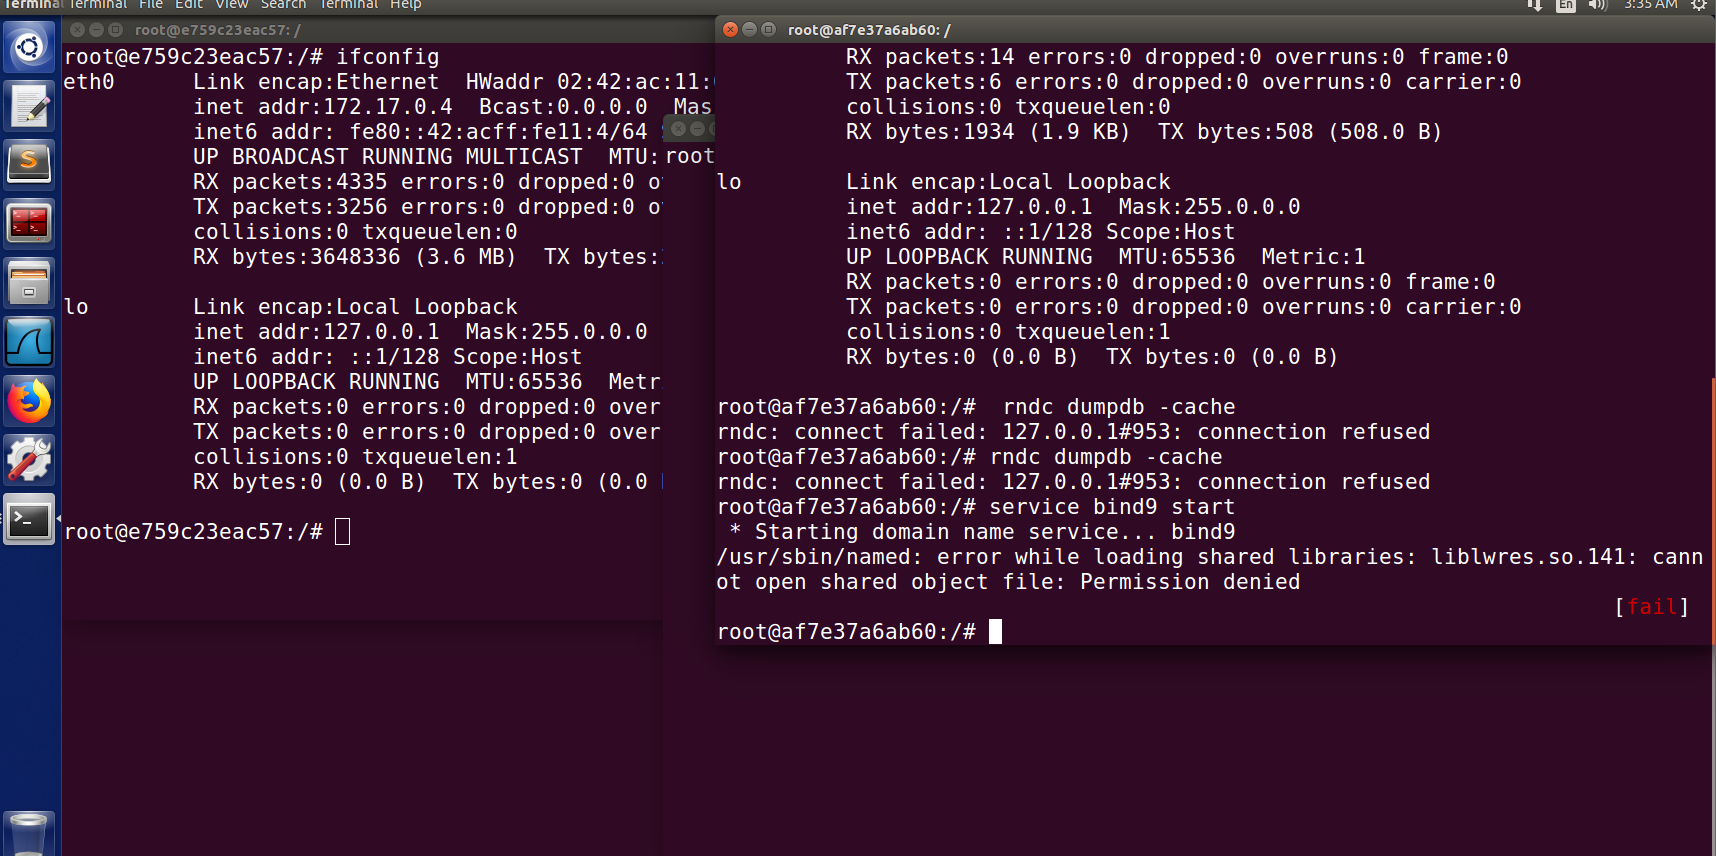 Terminal Terminal File Edit View Search Terminal Help
En 3:35 AM
root@e759c23eac57: /
root@e759c23eac57:/# ifconfig
eth0 Link encap:Ethernet HWaddr 02:42:ac:11:
inet addr:172.17.0.4 Bcast:0.0.0.0 Mas
inet6 addr: fe80::42:acff:fe11:4/64
UP BROADCAST RUNNING MULTICAST MTU:
RX packets:4335 errors:0 dropped:0
TX packets:3256 errors:0 dropped:0
collisions:0 txqueuelen:0
RX bytes:3648336 (3.6 MB) TX bytes:
lo Link encap:Local Loopback
inet addr:127.0.0.1 Mask:255.0.0.0
inet6 addr: ::1/128 Scope:Host
UP LOOPBACK RUNNING MTU:65536 Metr
RX packets:0 errors:0 dropped:0 over
TX packets:0 errors:0 dropped:0 over
collisions:0 txqueuelen:1
RX bytes:0 (0.0 B) TX bytes:0 (0.0
root@e759c23eac57:/#
root
root@af7e37a6ab60: /
RX packets:14 errors:0 dropped:0 overruns:0 frame:0
TX packets:6 errors:0 dropped:0 overruns:0 carrier:0
collisions:0 txqueuelen:0
RX bytes:1934 (1.9 KB) TX bytes:508 (508.0 B)
lo Link encap:Local Loopback
inet addr:127.0.0.1 Mask:255.0.0.0
inet6 addr: ::1/128 Scope:Host
UP LOOPBACK RUNNING MTU:65536 Metric:1
RX packets:0 errors:0 dropped:0 overruns:0 frame:0
TX packets:0 errors:0 dropped:0 overruns:0 carrier:0
collisions:0 txqueuelen:1
RX bytes:0 (0.0 B) TX bytes:0 (0.0 B)
root@af7e37a6ab60:/#  rndc dumpdb -cache
rndc: connect failed: 127.0.0.1#953: connection refused
root@af7e37a6ab60:/# rndc dumpdb -cache
rndc: connect failed: 127.0.0.1#953: connection refused
root@af7e37a6ab60:/# service bind9 start
* Starting domain name service... bind9
/usr/sbin/named: error while loading shared libraries: liblwres.so.141: cann
ot open shared object file: Permission denied
[fail]
root@af7e37a6ab60:/#